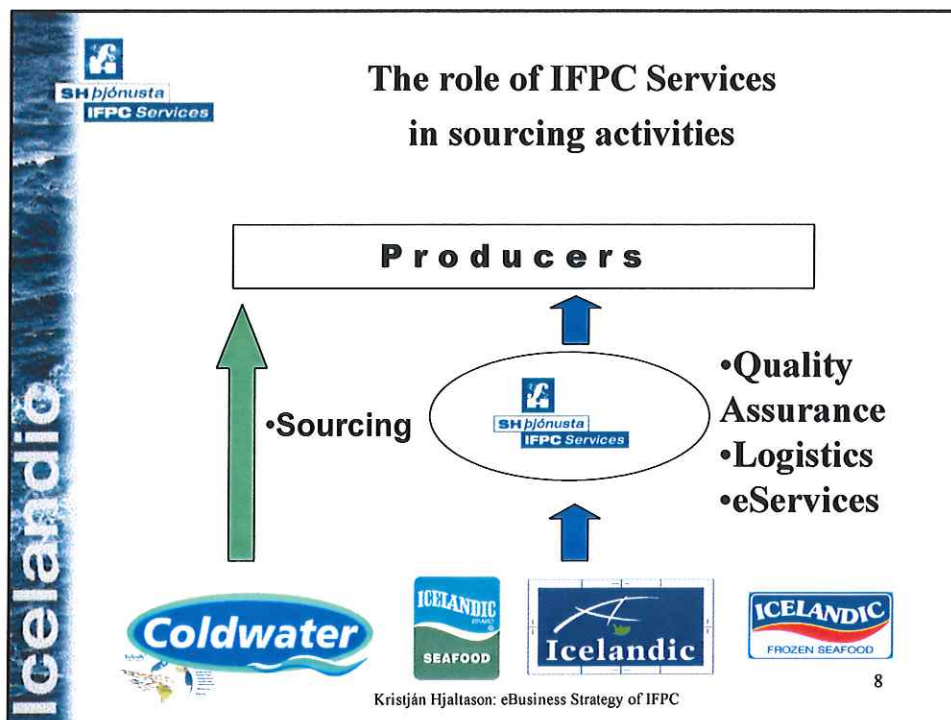 SH þjónusta
IFPC Services
The role of IFPC Services
in sourcing activities
Producers
•Sourcing
SH þjónusta
IFPC Services
•Quality
Assurance
•Logistics
•eServices
Icelandic
Coldwater
ICELANDIC
BRAND
®
SEAFOOD
Icelandic
ICELANDIC
FROZEN SEAFOOD
Kristján Hjaltason: eBusiness Strategy of IFPC
8